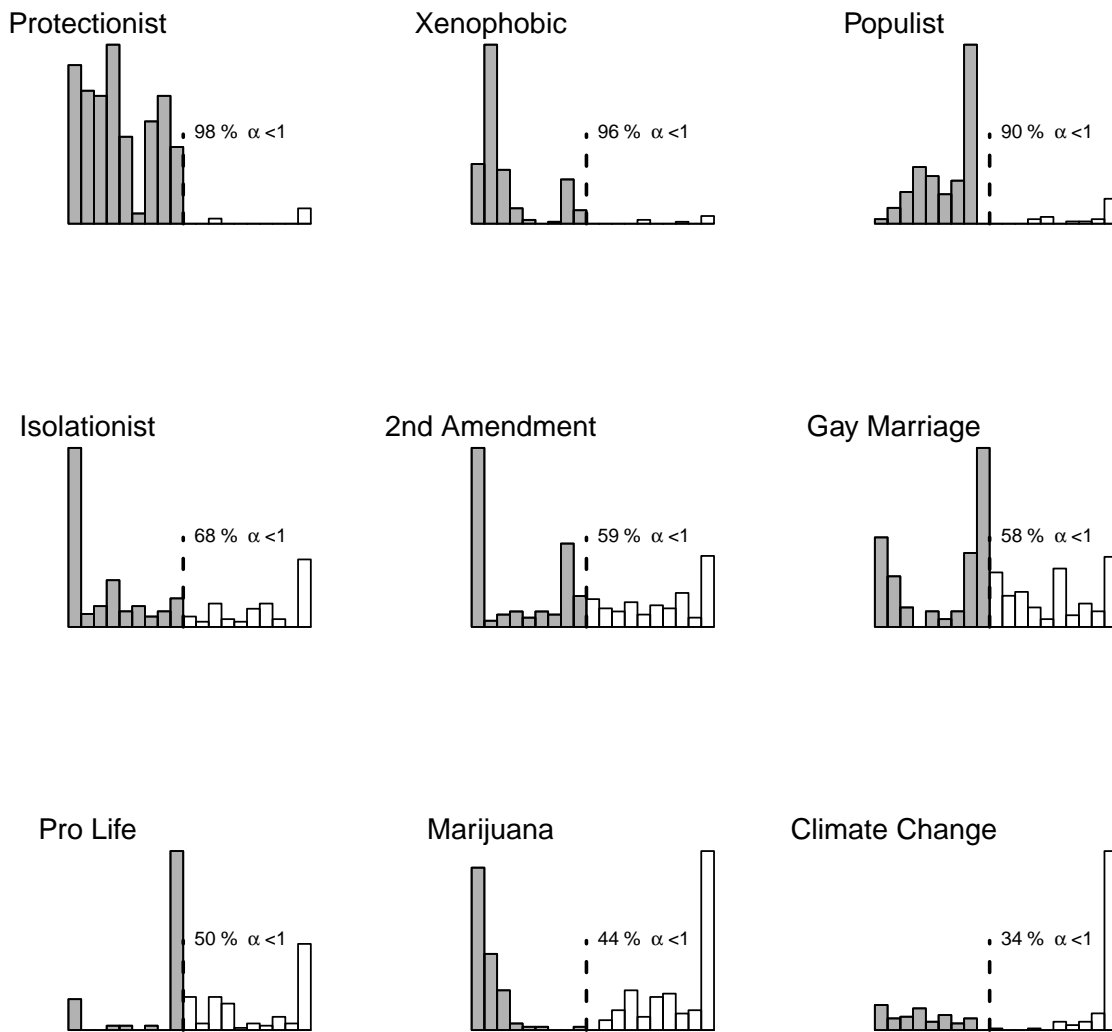 Protectionist
Xenophobic
Populist
98 % α <1
96 % α <1
90 % α <1
Isolationist
2nd Amendment
Gay Marriage
68 % α <1
59 % α <1
58 % α <1
Pro Life
Marijuana
Climate Change
50 % α <1
44 % α <1
34 % α <1